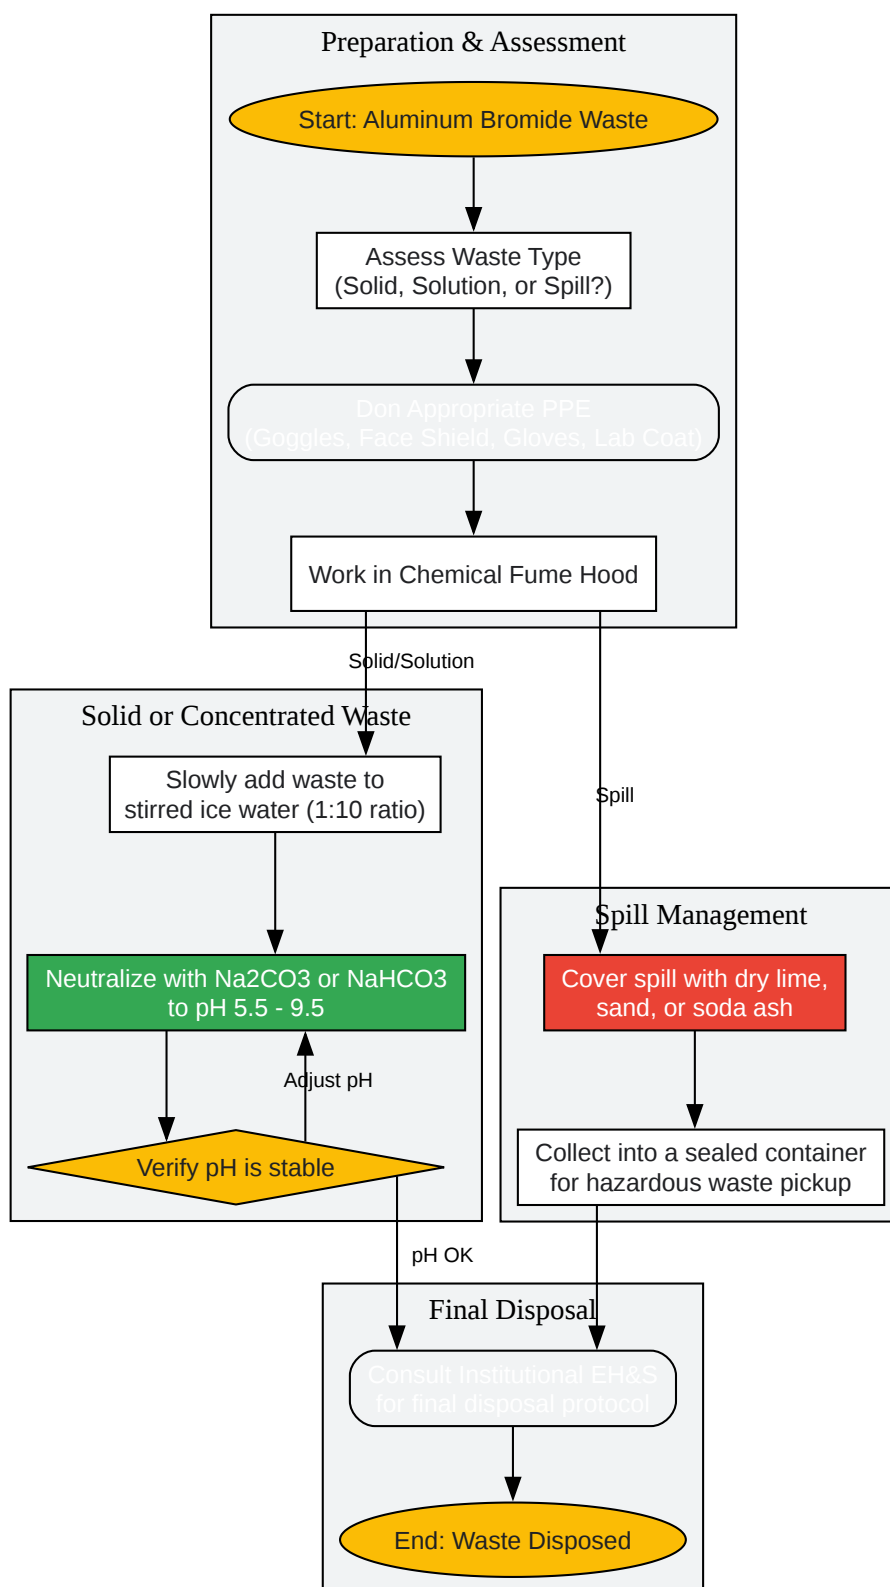 Preparation & Assessment
Start: Aluminum Bromide Waste
Assess Waste Type
(Solid, Solution, or Spill?)
Don Appropriate PPE
(Goggles, Face Shield, Gloves, Lab Coat)
Work in Chemical Fume Hood
Solid/Solution
Solid or Concentrated Waste
Slowly add waste to
stirred ice water (1:10 ratio)
Spill
Spill Management
Neutralize with Na2CO3 or NaHCO3
to pH 5.5 - 9.5
Cover spill with dry lime,
sand, or soda ash
Adjust pH
Verify pH is stable
Collect into a sealed container
for hazardous waste pickup
pH OK
Final Disposal
Consult Institutional EH&S
for final disposal protocol
End: Waste Disposed